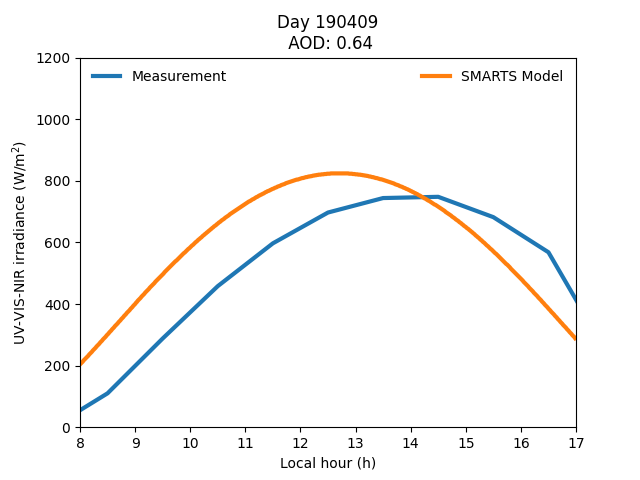 Day 190409
AOD: 0.64
1200
1000
800
600
400
200
0
UV-VIS-NIR irradiance (W/m²)
Measurement
SMARTS Model
8 9 10 11 12 13 14 15 16 17
Local hour (h)